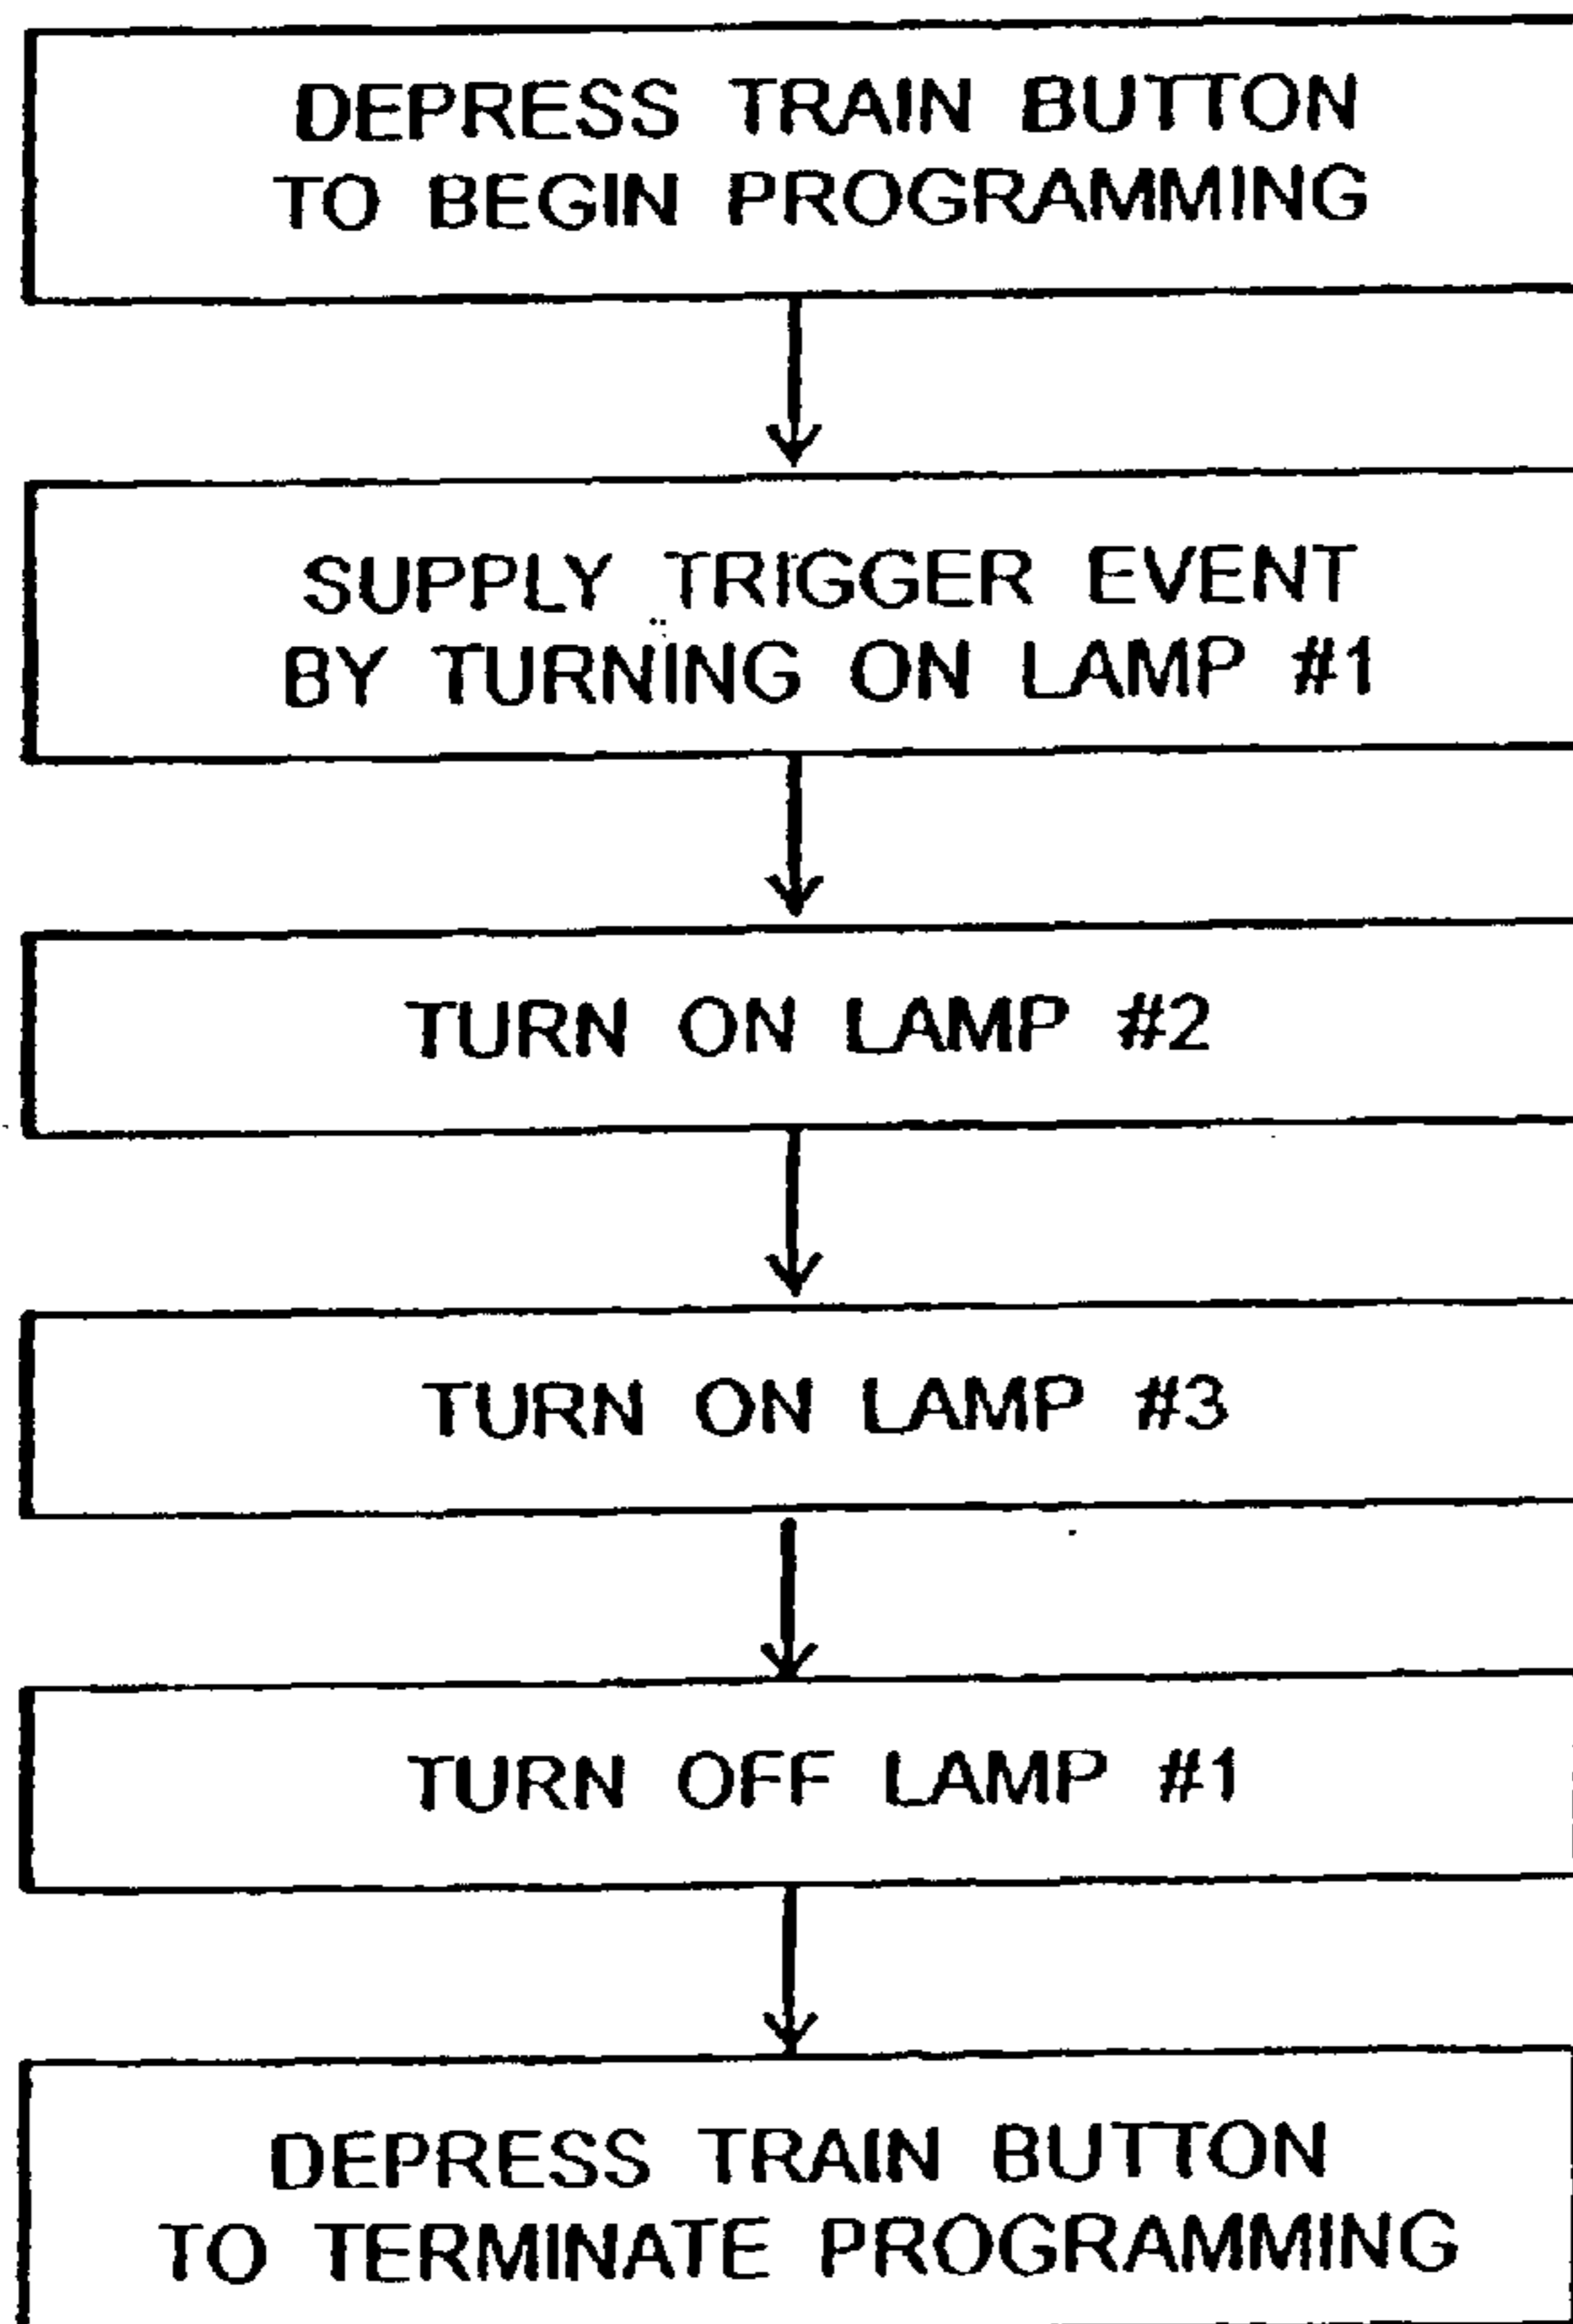 DEPRESS TRAIN BUTTON
TO BEGIN PROGRAMMING
SUPPLY TRIGGER EVENT
BY TURNING ON LAMP #1
TURN ON LAMP #2
TURN ON LAMP #3
TURN OFF LAMP #1
DEPRESS TRAIN BUTTON
TO TERMINATE PROGRAMMING